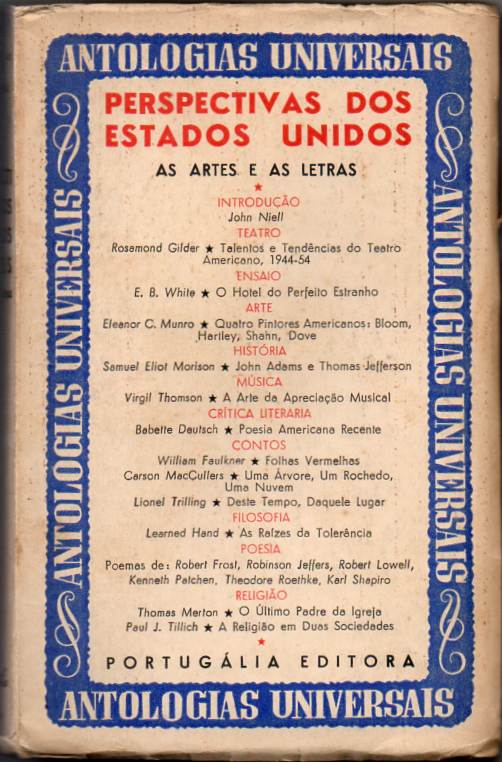 ANTOLOGIAS UNIVERSAIS
ANTOLOGIAS UNIVERSAIS
ANTOLOGIAS UNIVERSAIS
PERSPECTIVAS DOS
ESTADOS UNIDOS
AS ARTES E AS LETRAS
★
INTRODUÇÃO
John Niell
TEATRO
Rosamond Gilder ★ Talentos e Tendências do Teatro
Americano, 1944-54
ENSAIO
E. B. White ★ O Hotel do Perfeito Estranho
ARTE
Eleanor C. Munro ★ Quatro Pintores Americanos: Bloom,
Hartley, Shahn, Dove
HISTÓRIA
Samuel Eliot Morison ★ John Adams e Thomas Jefferson
MÚSICA
Virgil Thomson ★ A Arte da Apreciação Musical
CRÍTICA LITERARIA
Babette Deutsch ★ Poesia Americana Recente
CONTOS
William Faulkner ★ Folhas Vermelhas
Carson MacCullers ★ Uma Árvore, Um Rochedo,
Uma Nuvem
Lionel Trilling ★ Deste Tempo, Daquele Lugar
FILOSOFIA
Learned Hand ★ As Raízes da Tolerância
POESIA
Poemas de: Robert Frost, Robinson Jeffers, Robert Lowell,
Kenneth Patchen, Theodore Roethke, Karl Shapiro
RELIGIÃO
Thomas Merton ★ O Último Padre da Igreja
Paul J. Tillich ★ A Religião em Duas Sociedades
★
PORTUGÁLIA EDITORA
ANTOLOGIAS UNIVERSAIS